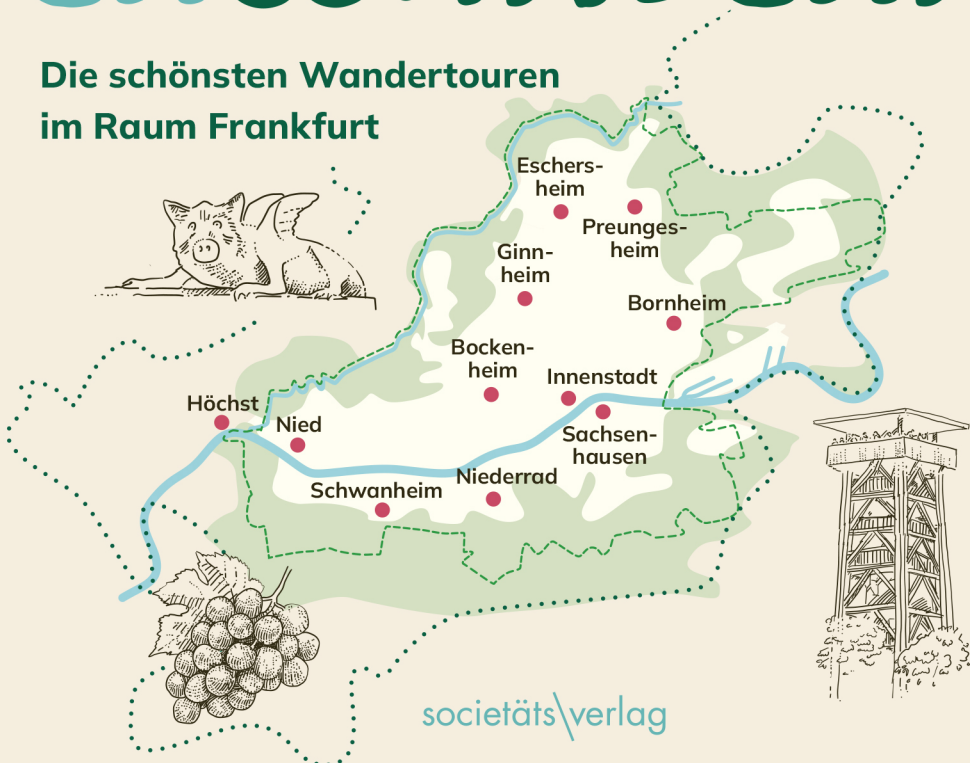 Die schönsten Wandertouren
im Raum Frankfurt
Eschers-
heim
Preunges-
heim
Ginn-
heim
Bornheim
Bocken-
heim
Innenstadt
Höchst
Nied
Sachsen-
hausen
Niederrad
Schwanheim
societäts\verlag